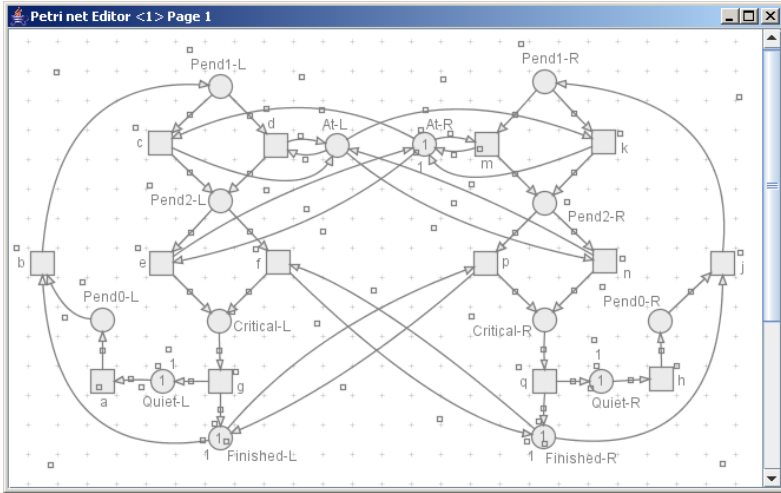 Petri net Editor <1> Page 1
Pend1-L
Pend1-R
d
At-L
At-R
c
1
1
m
k
Pend2-L
Pend2-R
b
e
f
p
n
j
Pend0-L
Pend0-R
Critical-L
Critical-R
1
1
1
1
a
Quiet-L
g
q
Quiet-R
h
1
1
1
Finished-L
1
Finished-R